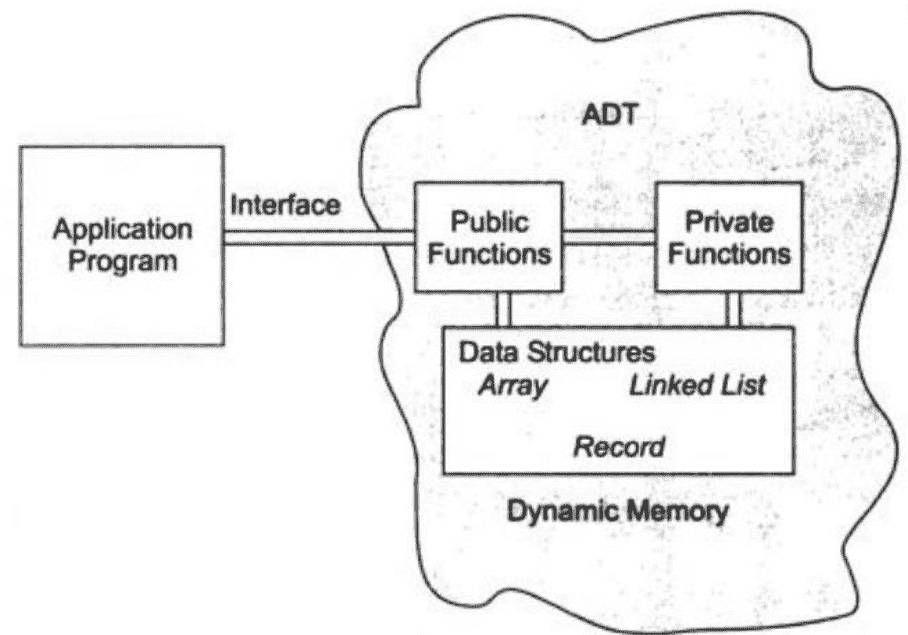 ADT
Application
Program
Interface
Public
Functions
Private
Functions
Data Structures
Array Linked List
Record
Dynamic Memory